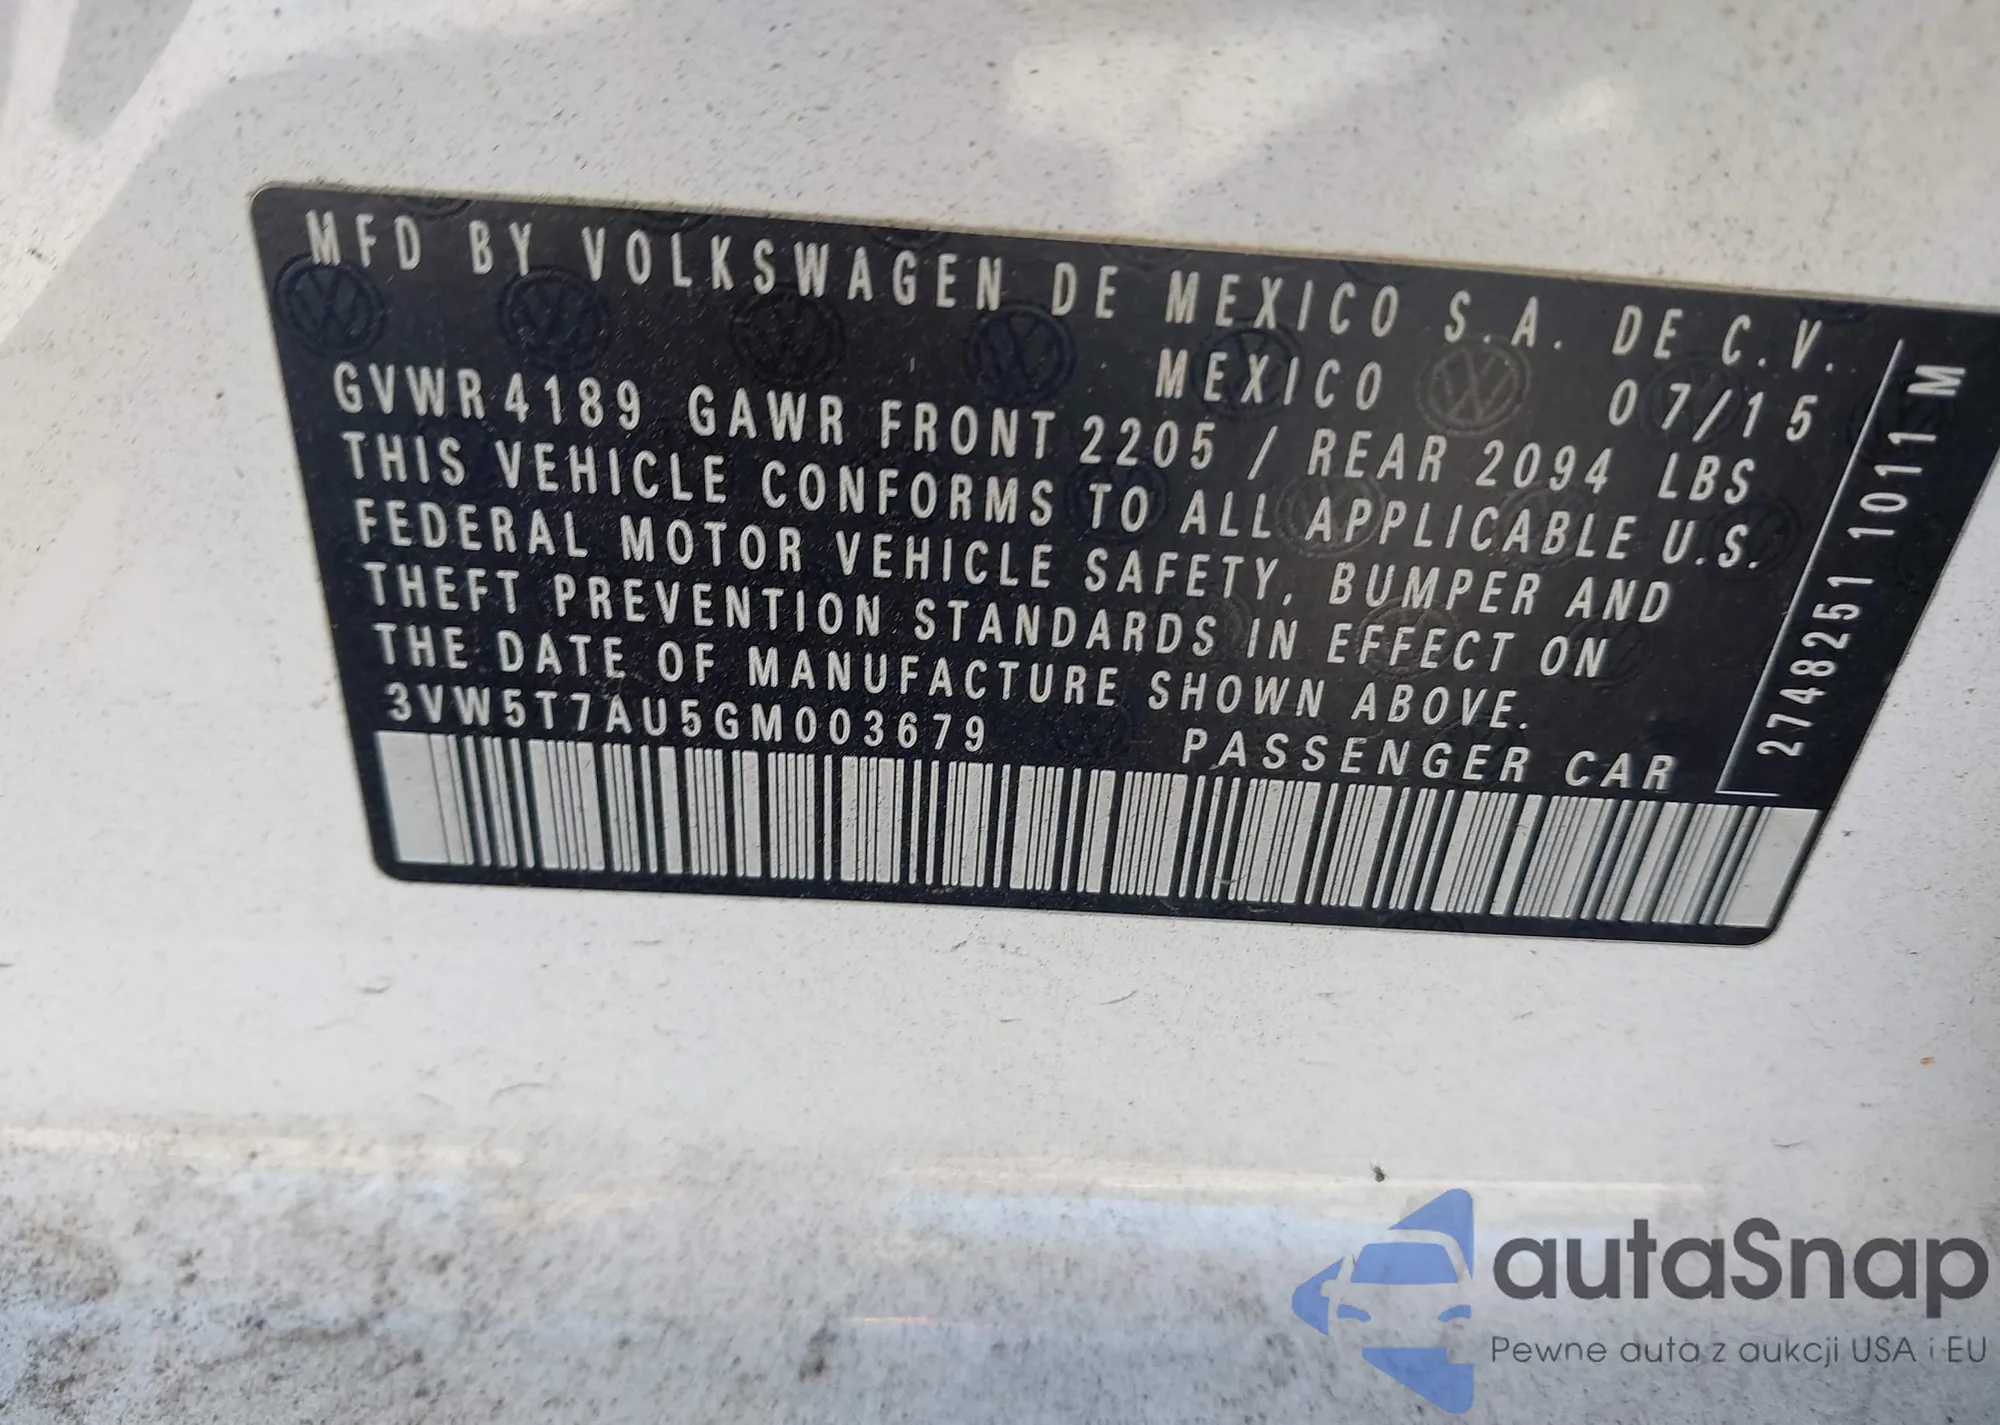 MFD BY VOLKSWAGEN DE MEXICO S.A. DE C.V.
MEXICO 07/15
GVWR 4189 GAWR FRONT 2205 / REAR 2094 LBS
THIS VEHICLE CONFORMS TO ALL APPLICABLE U.S.
FEDERAL MOTOR VEHICLE SAFETY, BUMPER AND
THEFT PREVENTION STANDARDS IN EFFECT ON
THE DATE OF MANUFACTURE SHOWN ABOVE.
3VW5T7AU5GM003679 PASSENGER CAR
2748251 1011 M
autaSnap
Pewne auta z aukcji USA i EU